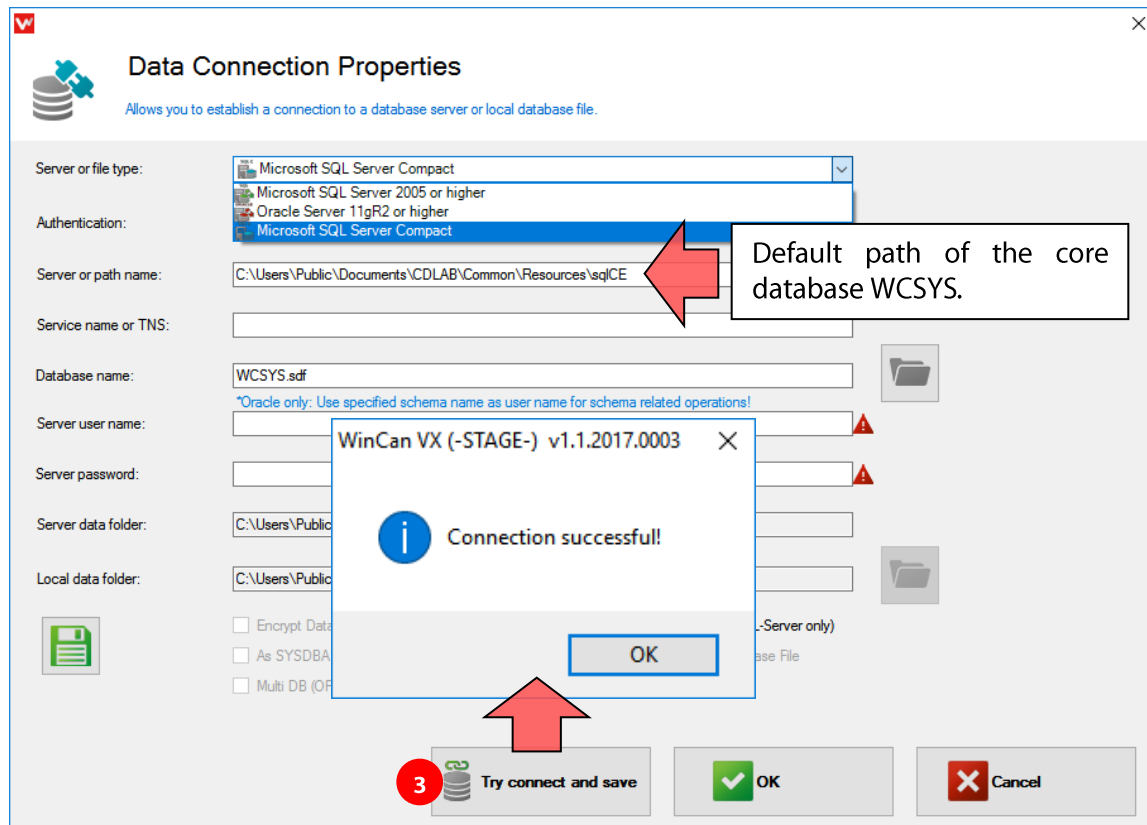 Data Connection Properties
Allows you to establish a connection to a database server or local database file.
Server or file type:
Microsoft SQL Server Compact
Microsoft SQL Server 2005 or higher
Oracle Server 11gR2 or higher
Microsoft SQL Server Compact
Authentication:
Default path of the core
database WCSYS.
Server or path name:
C:\Users\Public\Documents\CDLAB\Common\Resources\sqlCE
Service name or TNS:
Database name:
WCSYS.sdf
*Oracle only: Use specified schema name as user name for schema related operations!
Server user name:
WinCan VX (-STAGE-) v1.1.2017.0003
Server password:
Connection successful!
Server data folder:
C:\Users\Public
Local data folder:
C:\Users\Public
Encrypt Data
-Server only)
OK
As SYSDBA
ase File
Multi DB (OF
3
Try connect and save
OK
Cancel